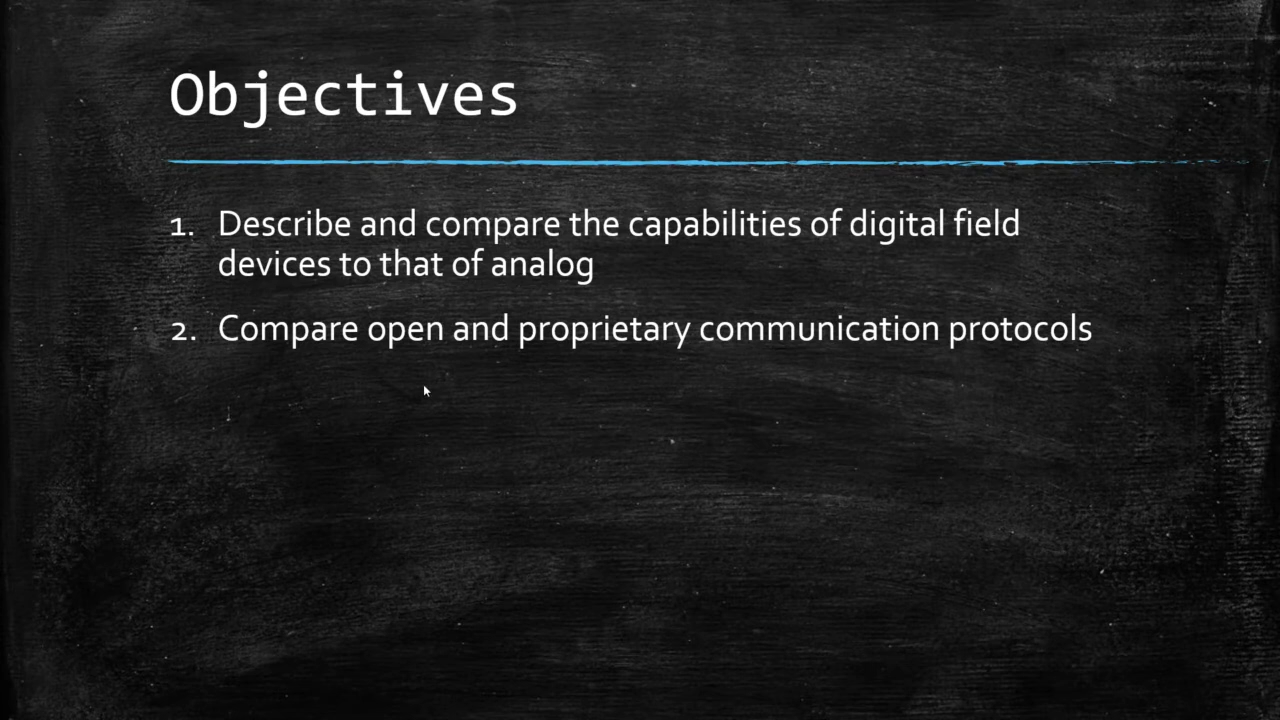 Objectives
1. Describe and compare the capabilities of digital field
devices to that of analog
2. Compare open and proprietary communication protocols